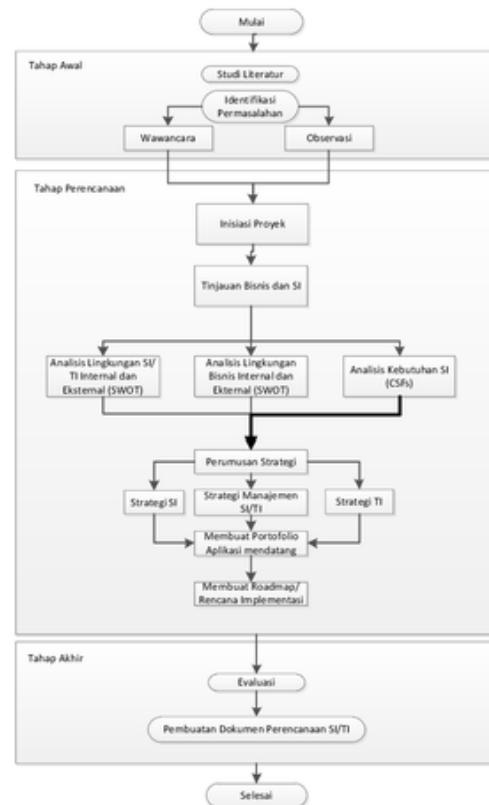 Mulai
Tahap Awal
Studi Literatur
Identifikasi
Permasalahan
Wawancara
Observasi
Tahap Perencanaan
Inisiasi Proyek
Tinjauan Bisnis dan SI
Analisis Lingkungan SI/
TI Internal dan
Eksternal (SWOT)
Analisis Lingkungan
Bisnis Internal dan
Ekternal (SWOT)
Analisis Kebutuhan SI
(CSFs)
Perumusan Strategi
Strategi SI
Strategi Manajemen
SI/TI
Strategi TI
Membuat Portofolio
Aplikasi mendatang
Membuat Roadmap/
Rencana Implementasi
Tahap Akhir
Evaluasi
Pembuatan Dokumen Perencanaan SI/TI
Selesai